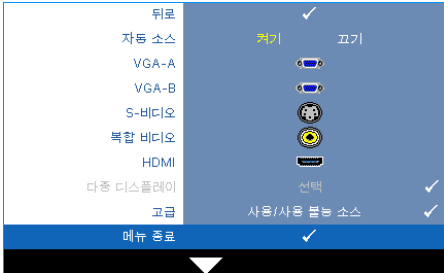 뒤로
자동 소스 켜기 끄기
VGA-A
VGA-B
S-비디오
복합 비디오
HDMI
다중 디스플레이 선택
고급 사용/사용 불능 소스
메뉴 종료